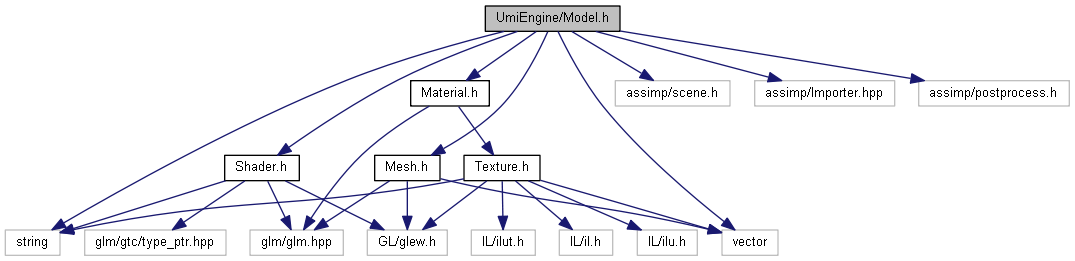 UmiEngine/Model.h
Material.h
assimp/scene.h
assimp/Importer.hpp
assimp/postprocess.h
Shader.h
Mesh.h
Texture.h
string
glm/gtc/type_ptr.hpp
glm/glm.hpp
GL/glew.h
IL/ilut.h
IL/il.h
IL/ilu.h
vector